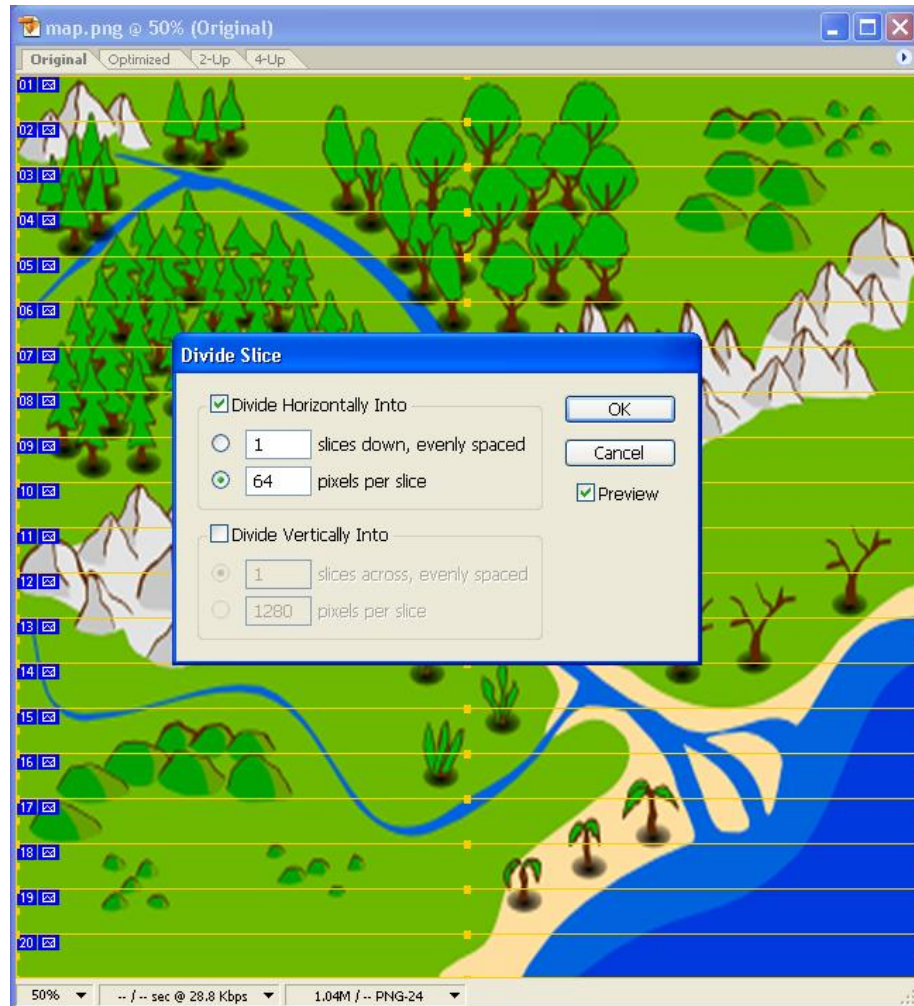 map.png @ 50% (Original)
Original Optimized 2-Up 4-Up
01
02
03
04
05
06
07
Divide Slice
08
Divide Horizontally Into
OK
09
1 slices down, evenly spaced
Cancel
64 pixels per slice
10
Preview
11
Divide Vertically Into
12
1 slices across, evenly spaced
1280 pixels per slice
13
14
15
16
17
18
19
20
50% -- / -- sec @ 28.8 Kbps 1.04M / -- PNG-24